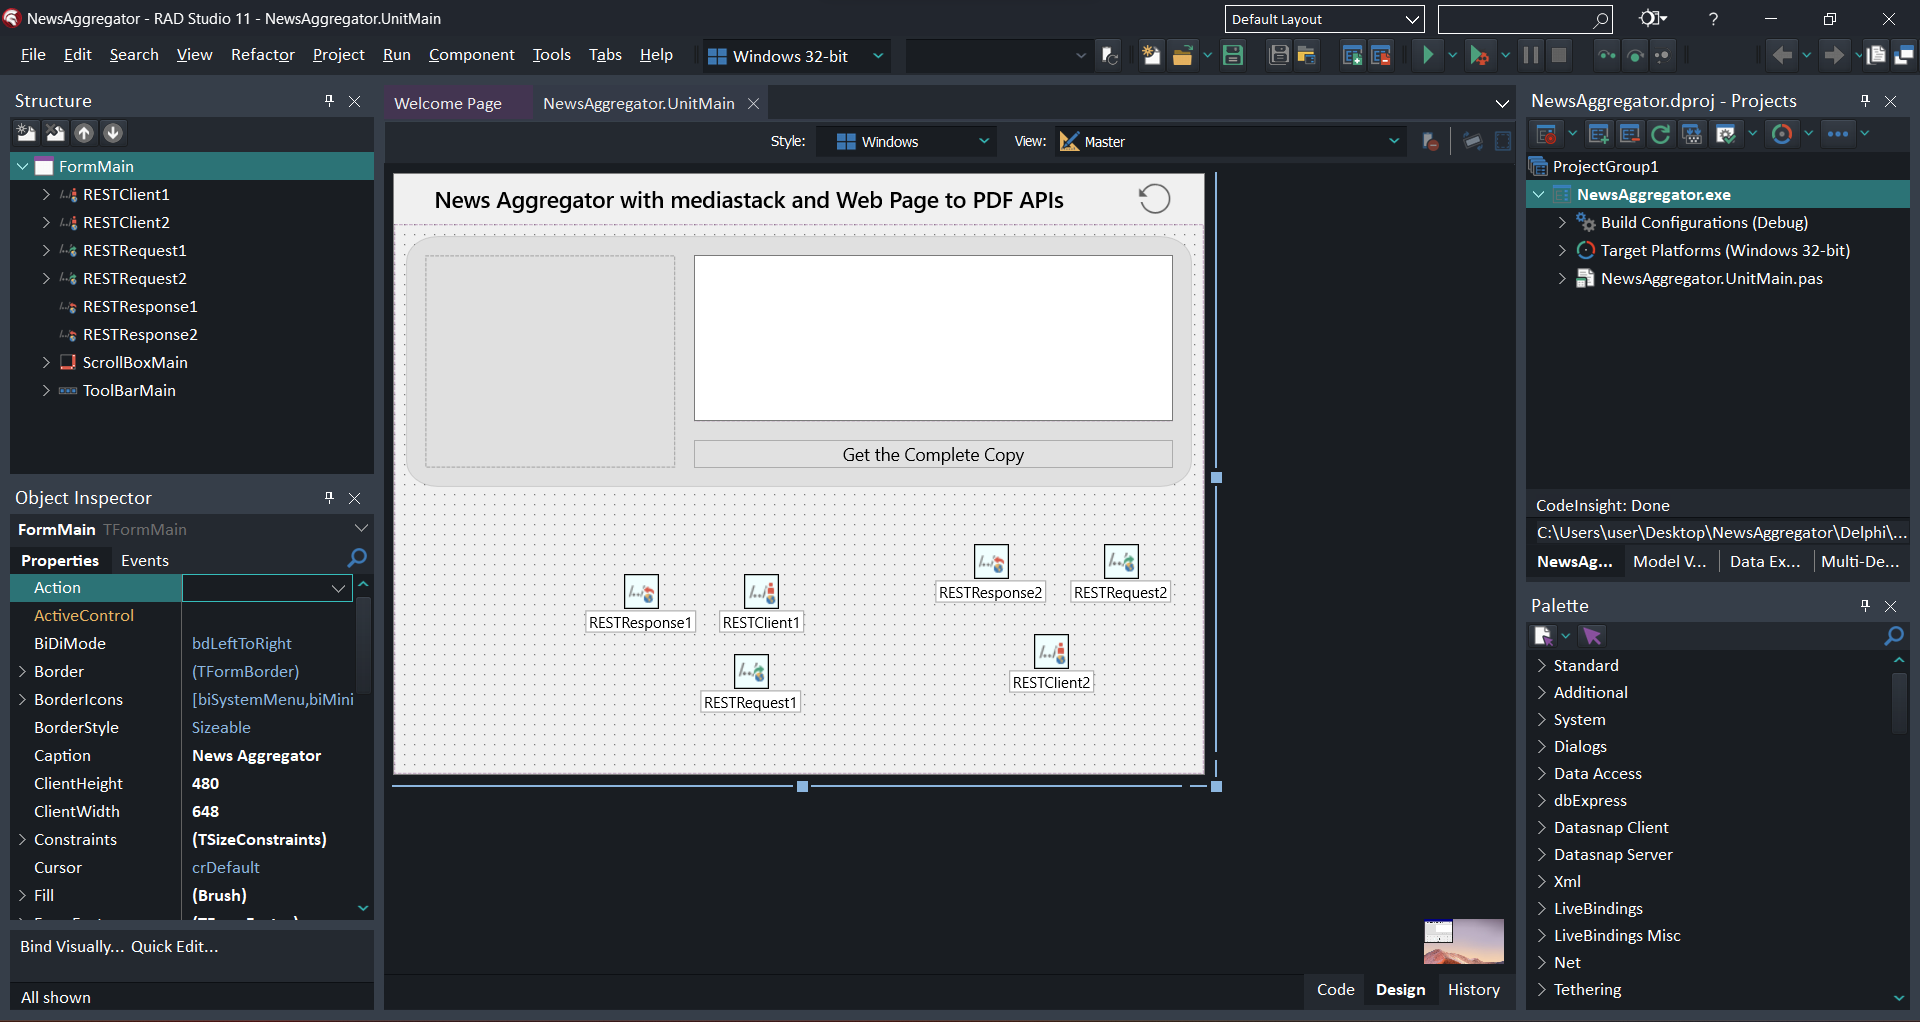 NewsAggregator - RAD Studio 11 - NewsAggregator.UnitMain
Default Layout
?
File Edit Search View Refactor Project Run Component Tools Tabs Help
Windows 32-bit
Structure
FormMain
RESTClient1
RESTClient2
RESTRequest1
RESTRequest2
RESTResponse1
RESTResponse2
ScrollBoxMain
ToolBarMain
Object Inspector
FormMain TFormMain
Properties Events
Action
ActiveControl
BiDiMode bdLeftToRight
Border (TFormBorder)
BorderIcons [biSystemMenu,biMini
BorderStyle Sizeable
Caption News Aggregator
ClientHeight 480
ClientWidth 648
Constraints (TSizeConstraints)
Cursor crDefault
Fill (Brush)
Bind Visually... Quick Edit...
All shown
Welcome Page NewsAggregator.UnitMain
Style: Windows View: Master
News Aggregator with mediastack and Web Page to PDF APIs
Get the Complete Copy
RESTResponse2 RESTRequest2
RESTResponse1 RESTClient1
RESTClient2
RESTRequest1
Code Design History
NewsAggregator.dproj - Projects
ProjectGroup1
NewsAggregator.exe
Build Configurations (Debug)
Target Platforms (Windows 32-bit)
NewsAggregator.UnitMain.pas
CodeInsight: Done
C:\Users\user\Desktop\NewsAggregator\Delphi\...
NewsAg... Model V... Data Ex... Multi-De...
Palette
Standard
Additional
System
Dialogs
Data Access
dbExpress
Datasnap Client
Datasnap Server
Xml
LiveBindings
LiveBindings Misc
Net
Tethering